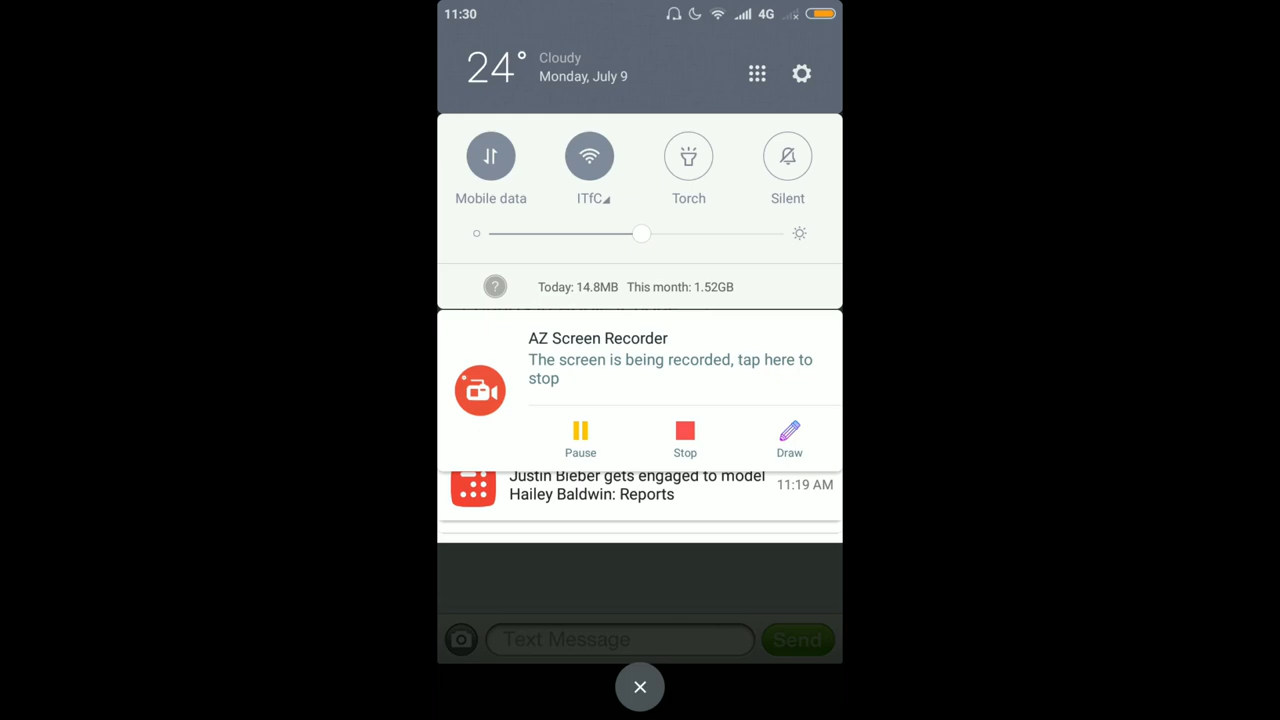 11:30
4G
24°
Cloudy
Monday, July 9
Mobile data
ITfC
Torch
Silent
?
Today: 14.8MB This month: 1.52GB
AZ Screen Recorder
The screen is being recorded, tap here to
stop
Pause
Stop
Draw
Justin Bieber gets engaged to model
Hailey Baldwin: Reports
11:19 AM
Text Message
Send